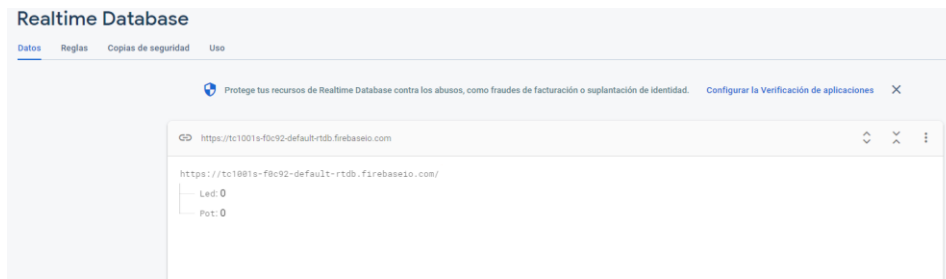 Realtime Database
Datos Reglas Copias de seguridad Uso
Protege tus recursos de Realtime Database contra los abusos, como fraudes de facturación o suplantación de identidad. Configurar la Verificación de aplicaciones
https://tc1001s-f0c92-default-rtdb.firebaseio.com
https://tc1001s-f0c92-default-rtdb.firebaseio.com/
Led: 0
Pot: 0